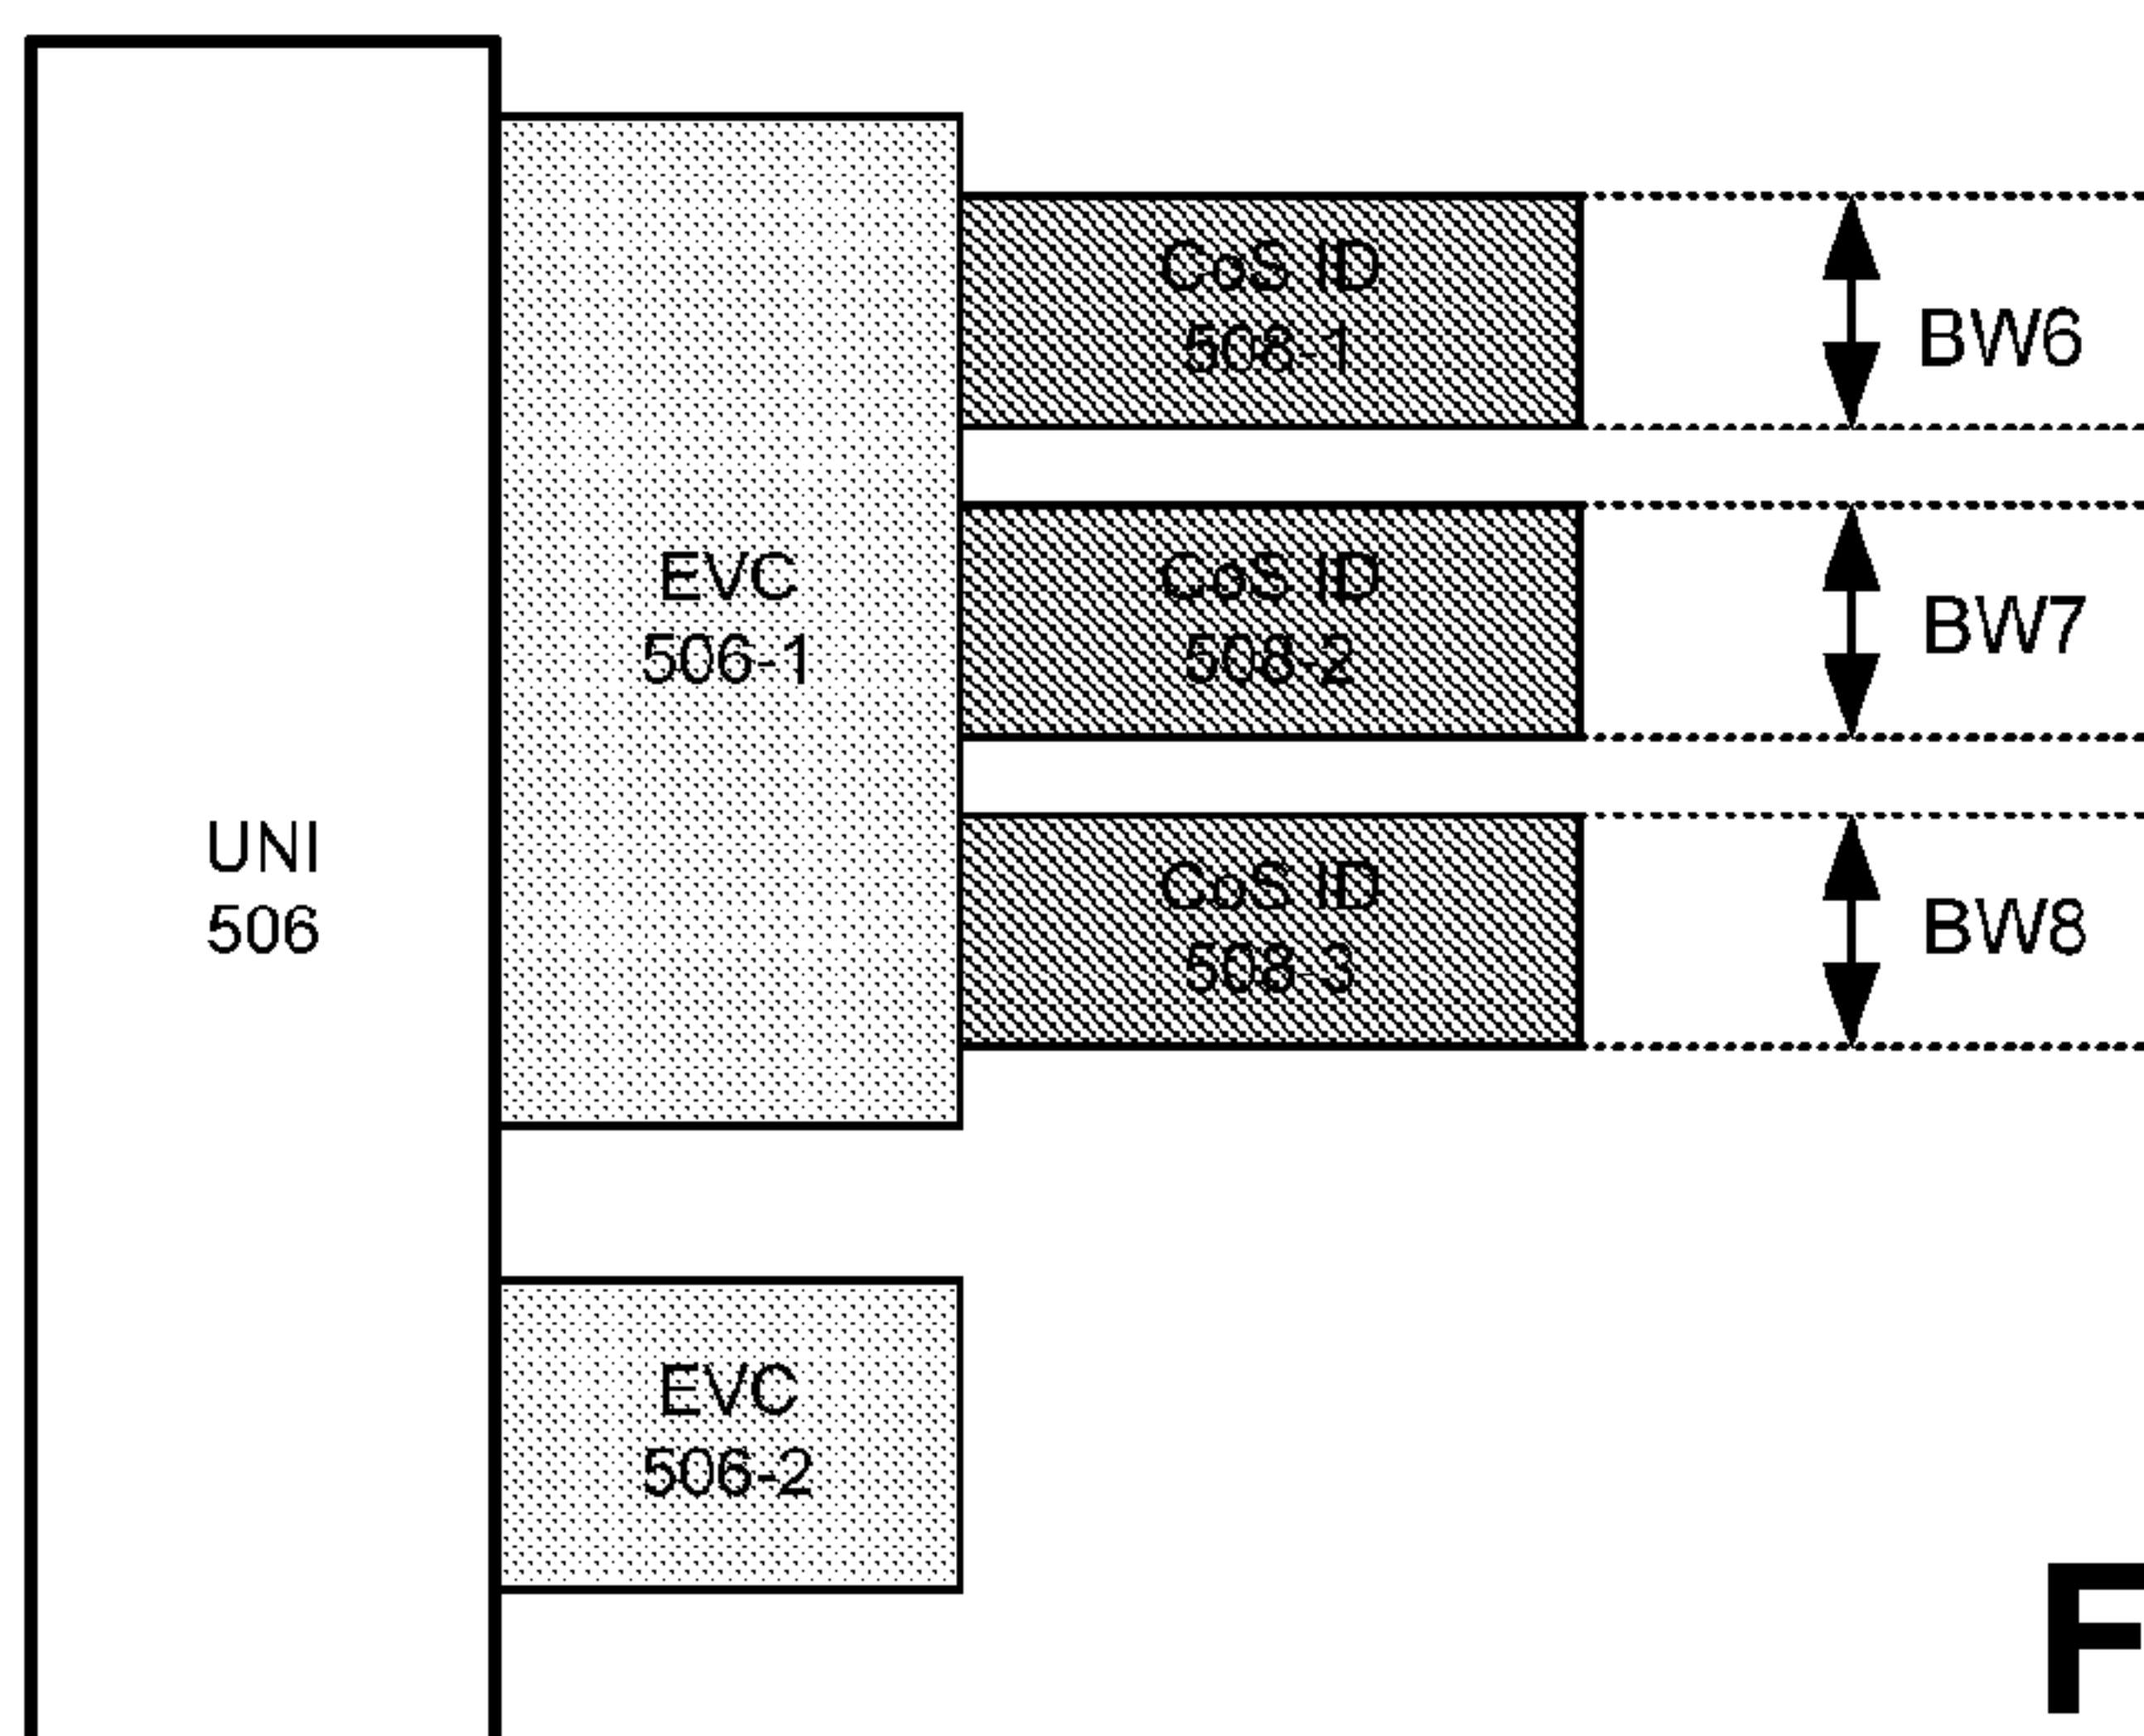 CoS ID
508-1
BW6
EVC
506-1
CoS ID
508-2
BW7
UNI
506
CoS ID
508-3
BW8
EVC
506-2
F